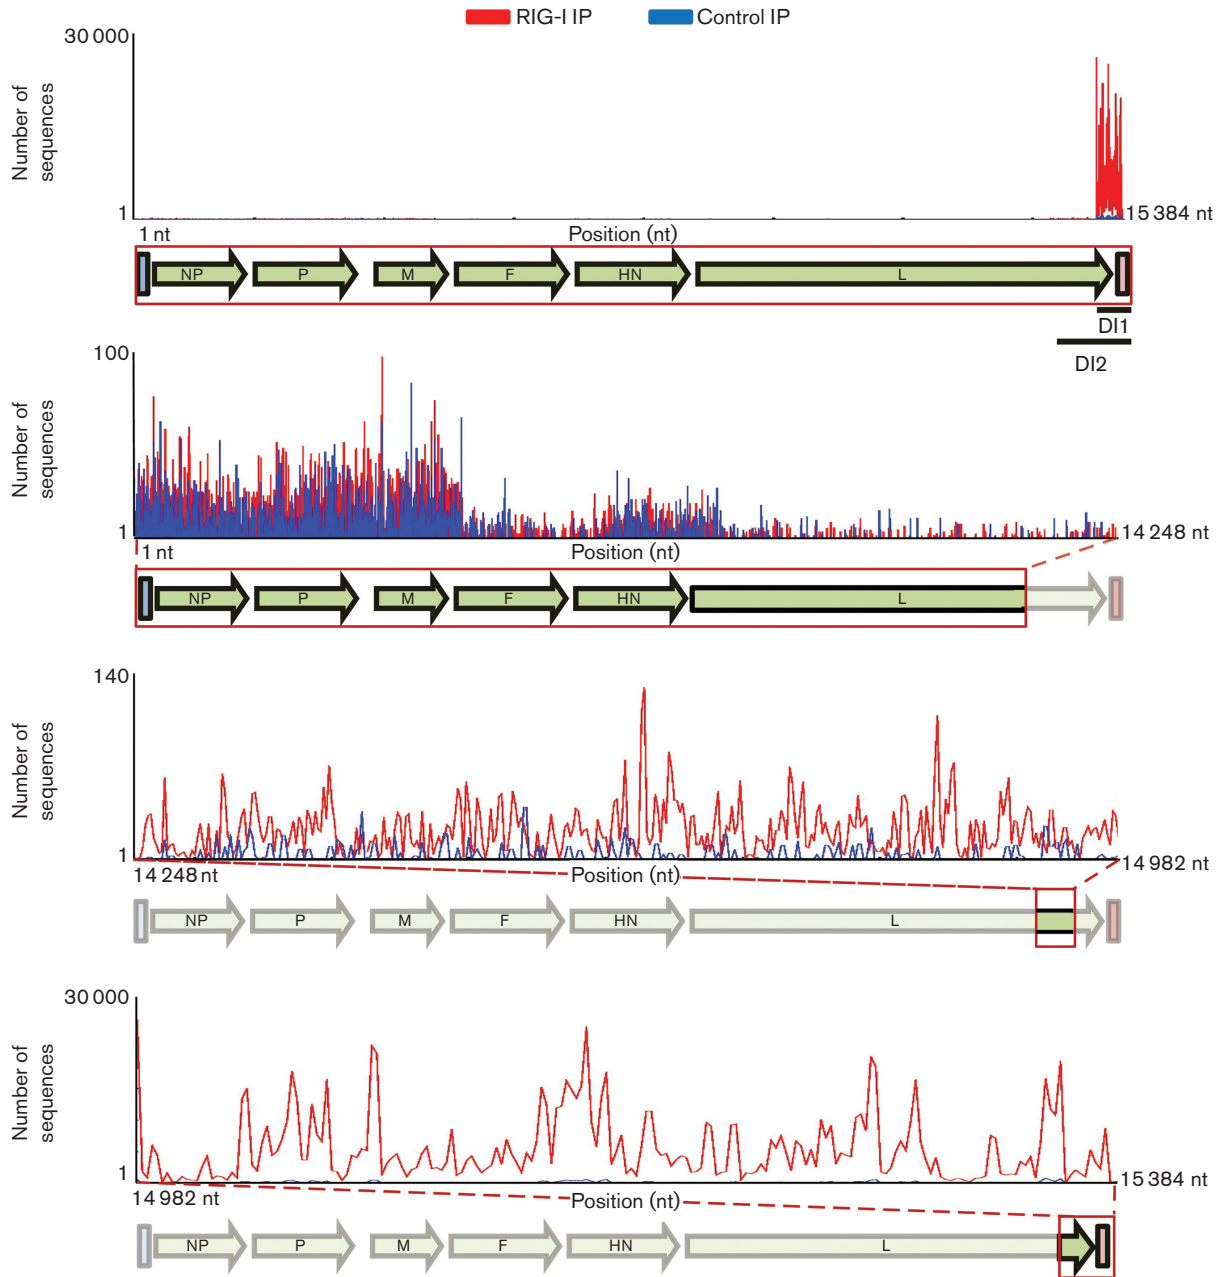 RIG-I IP Control IP
30 000
Number of
sequences
1
15 384 nt
1 nt
Position (nt)
NP P M F HN L
DI1
DI2
100
Number of
sequences
1
14 248 nt
1 nt
Position (nt)
NP P M F HN L
140
Number of
sequences
1
14 982 nt
14 248 nt
Position (nt)
NP P M F HN L
30 000
Number of
sequences
1
15 384 nt
14 982 nt
Position (nt)
NP P M F HN L